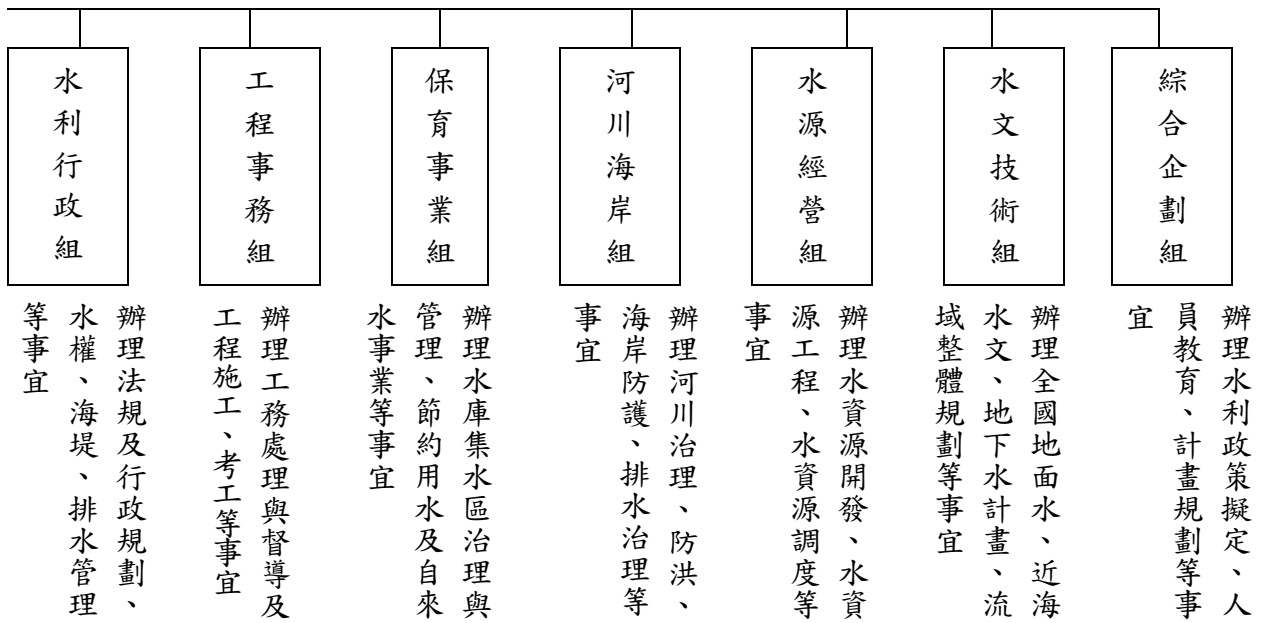 綜合企劃組
辦理水利政策擬定、人
員教育、計畫規劃等事
宜
水文技術組
辦理全國地面水、近海
水文、地下水計畫、流
域整體規劃等事宜
水源經營組
辦理水資源開發、水資
源工程、水資源調度等
事宜
河川海岸組
辦理河川治理、防洪、
海岸防護、排水治理等
事宜
保育事業組
辦理水庫集水區治理與
管理、節約用水及自來
水事業等事宜
工程事務組
辦理工務處理與督導及
工程施工、考工等事宜
水利行政組
辦理法規及行政規劃、
水權、海堤、排水管理
等事宜